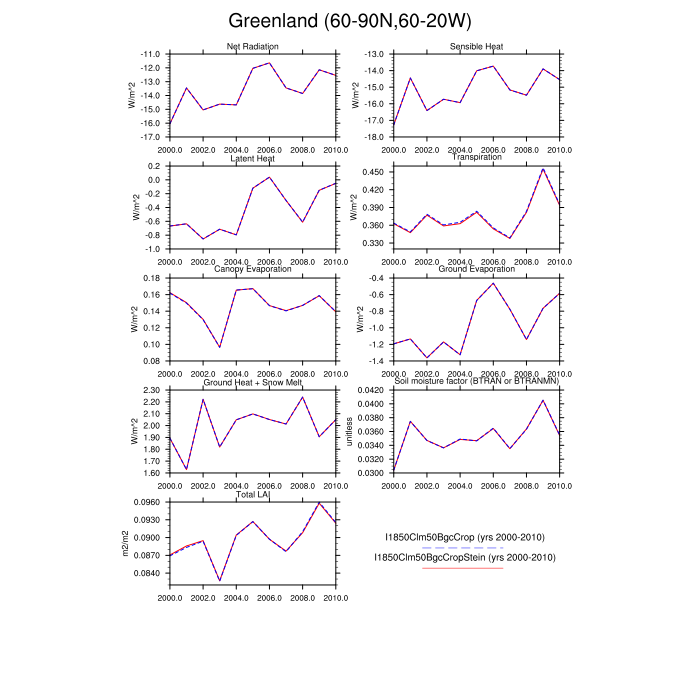 Greenland (60-90N,60-20W)
Net Radiation
Sensible Heat
-11.0
-12.0
-13.0
-14.0
-15.0
-16.0
-17.0
W/m^2
2000.0 2002.0 2004.0 2006.0 2008.0 2010.0
-13.0
-14.0
-15.0
-16.0
-17.0
-18.0
W/m^2
2000.0 2002.0 2004.0 2006.0 2008.0 2010.0
Latent Heat
Transpiration
0.2
0.0
-0.2
-0.4
-0.6
-0.8
-1.0
W/m^2
2000.0 2002.0 2004.0 2006.0 2008.0 2010.0
0.450
0.420
0.390
0.360
0.330
W/m^2
2000.0 2002.0 2004.0 2006.0 2008.0 2010.0
Canopy Evaporation
Ground Evaporation
0.18
0.16
0.14
0.12
0.10
0.08
W/m^2
2000.0 2002.0 2004.0 2006.0 2008.0 2010.0
-0.4
-0.6
-0.8
-1.0
-1.2
-1.4
W/m^2
2000.0 2002.0 2004.0 2006.0 2008.0 2010.0
Ground Heat + Snow Melt
Soil moisture factor (BTRAN or BTRANMN)
2.30
2.20
2.10
2.00
1.90
1.80
1.70
1.60
W/m^2
2000.0 2002.0 2004.0 2006.0 2008.0 2010.0
0.0420
0.0400
0.0380
0.0360
0.0340
0.0320
0.0300
unitless
2000.0 2002.0 2004.0 2006.0 2008.0 2010.0
Total LAI
0.0960
0.0930
0.0900
0.0870
0.0840
m2/m2
2000.0 2002.0 2004.0 2006.0 2008.0 2010.0
I1850Clm50BgcCrop (yrs 2000-2010)
I1850Clm50BgcCropStein (yrs 2000-2010)